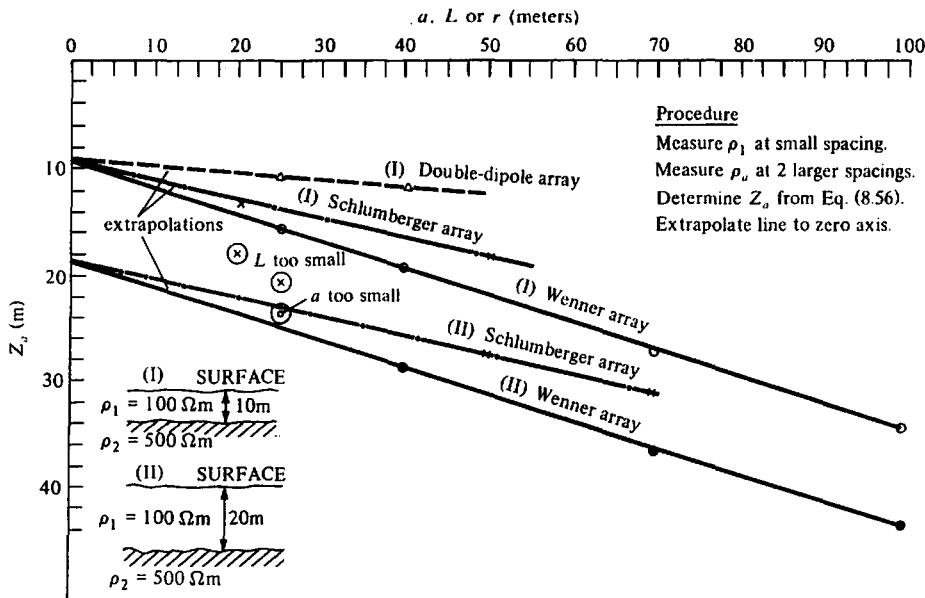 a, L or r (meters)
0 10 20 30 40 50 60 70 80 90 100
Procedure
Measure ρ₁ at small spacing.
Measure ρₐ at 2 larger spacings.
Determine Zₐ from Eq. (8.56).
Extrapolate line to zero axis.
10
20
30
40
Zₐ (m)
(I) Double-dipole array
(I) Schlumberger array
extrapolations
L too small
a too small
(I) Wenner array
(II) Schlumberger array
(II) Wenner array
(I) SURFACE
ρ₁ = 100 Ωm 10m
ρ₂ = 500 Ωm
(II) SURFACE
ρ₁ = 100 Ωm 20m
ρ₂ = 500 Ωm